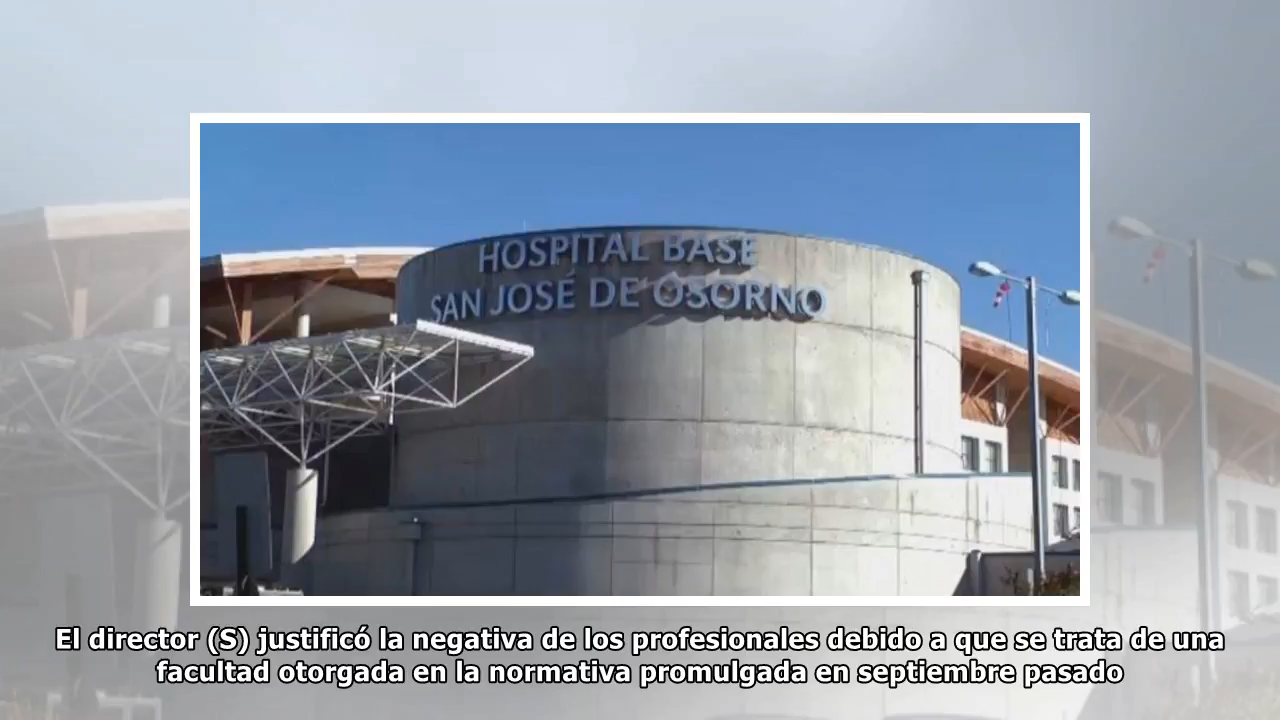 HOSPITAL BASE
SAN JOSÉ DE OSORNO
El director (S) justificó la negativa de los profesionales debido a que se trata de una
facultad otorgada en la normativa promulgada en septiembre pasado